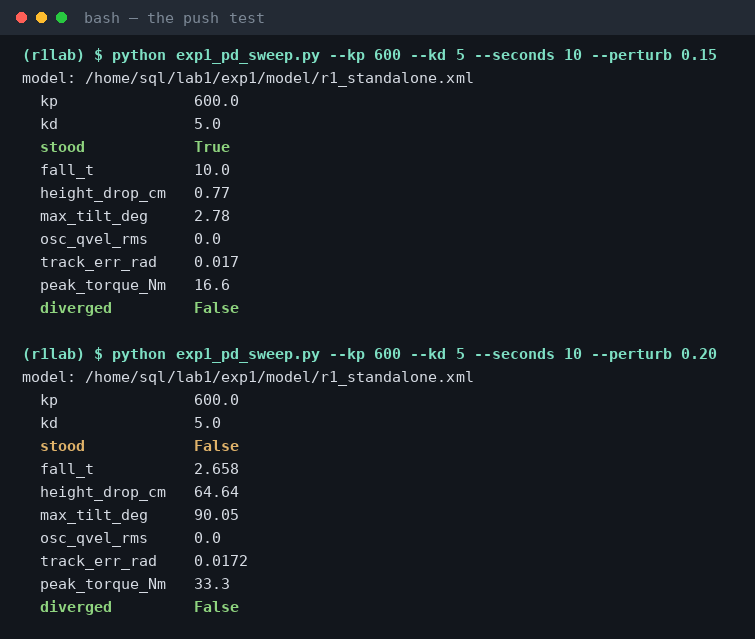 bash — the push test
(r1lab) $ python exp1_pd_sweep.py --kp 600 --kd 5 --seconds 10 --perturb 0.15
model: /home/sql/lab1/exp1/model/r1_standalone.xml
kp 600.0
kd 5.0
stood True
fall_t 10.0
height_drop_cm 0.77
max_tilt_deg 2.78
osc_qvel_rms 0.0
track_err_rad 0.017
peak_torque_Nm 16.6
diverged False
(r1lab) $ python exp1_pd_sweep.py --kp 600 --kd 5 --seconds 10 --perturb 0.20
model: /home/sql/lab1/exp1/model/r1_standalone.xml
kp 600.0
kd 5.0
stood False
fall_t 2.658
height_drop_cm 64.64
max_tilt_deg 90.05
osc_qvel_rms 0.0
track_err_rad 0.0172
peak_torque_Nm 33.3
diverged False